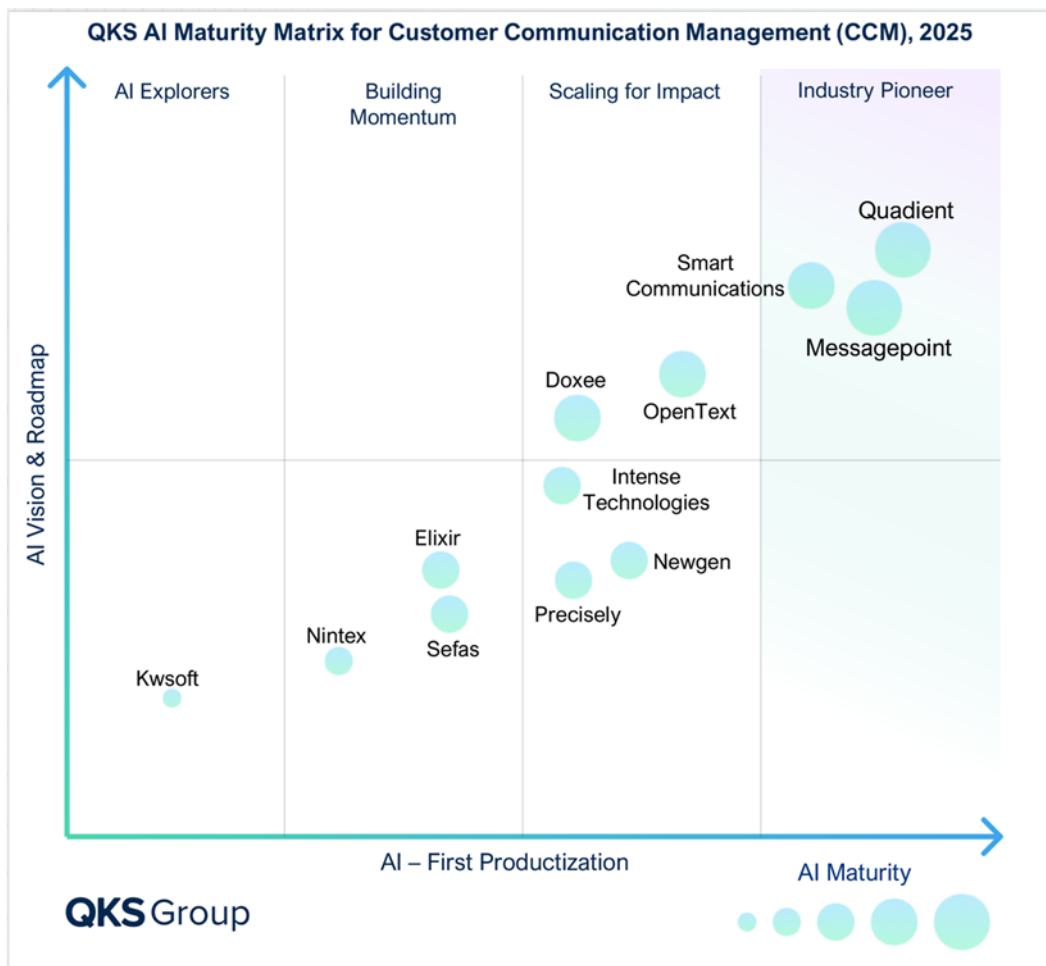 QKS AI Maturity Matrix for Customer Communication Management (CCM), 2025
AI Explorers
Building
Momentum
Scaling for Impact
Industry Pioneer
Quadient
Smart
Communications
Messagepoint
Doxee
OpenText
Intense
Technologies
Elixir
Newgen
Precisely
Sefas
Nintex
Kwsoft
AI Vision & Roadmap
AI – First Productization
AI Maturity
QKS Group